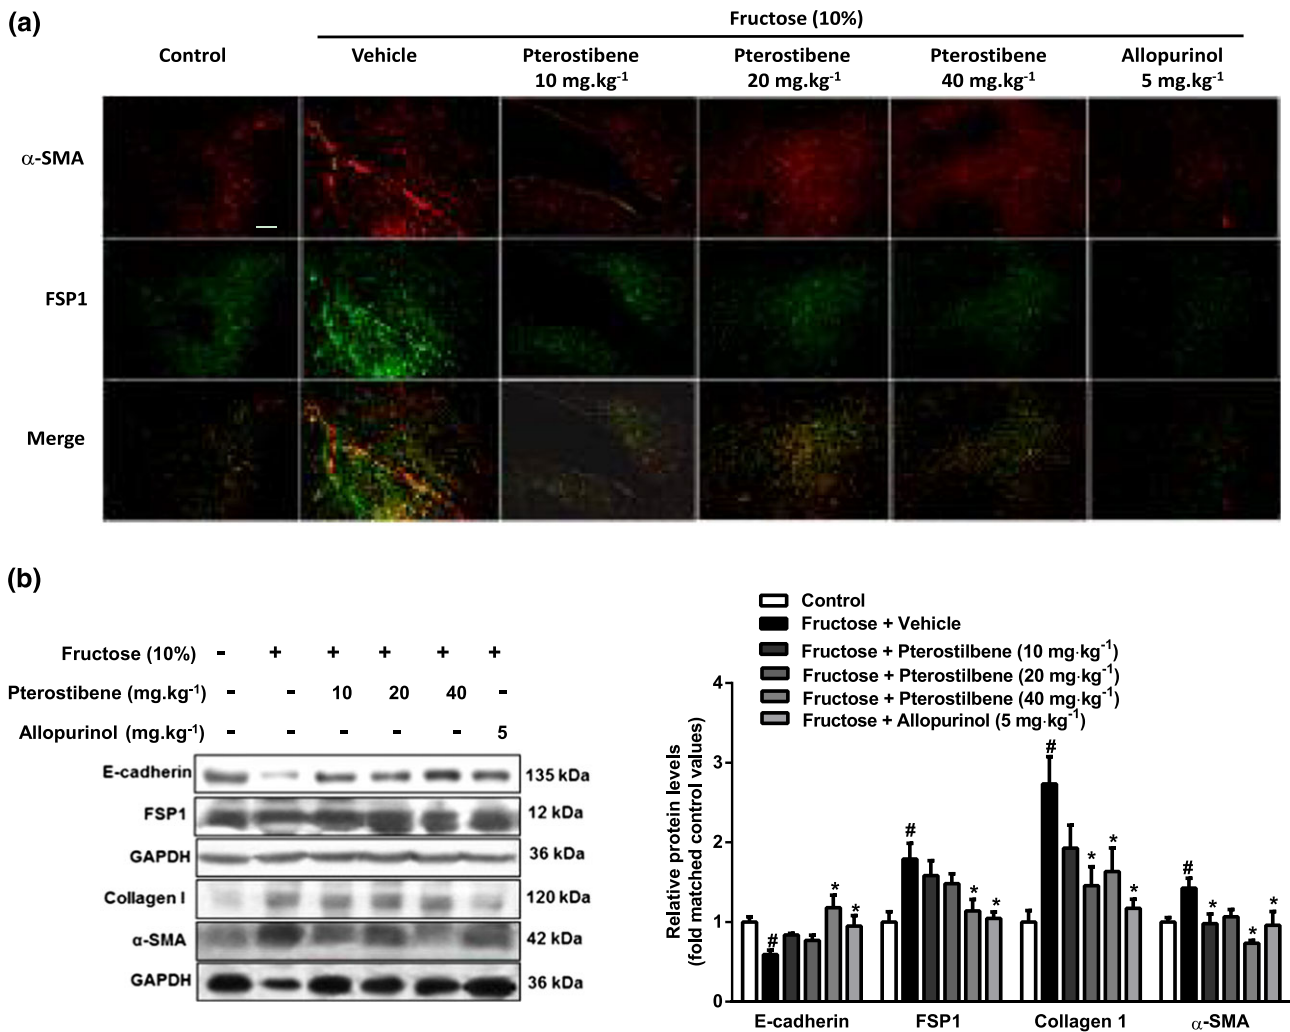 (a)
Fructose (10%)
Control Vehicle Pterostibene 10 mg.kg-1 Pterostibene 20 mg.kg-1 Pterostibene 40 mg.kg-1 Allopurinol 5 mg.kg-1
α-SMA
FSP1
Merge
(b)
Fructose (10%) - + + + + +
Pterostibene (mg.kg-1) - - 10 20 40 -
Allopurinol (mg.kg-1) - - - - - 5
E-cadherin 135 kDa
FSP1 12 kDa
GAPDH 36 kDa
Collagen I 120 kDa
α-SMA 42 kDa
GAPDH 36 kDa
Control
Fructose + Vehicle
Fructose + Pterostilbene (10 mg·kg-1)
Fructose + Pterostilbene (20 mg·kg-1)
Fructose + Pterostilbene (40 mg·kg-1)
Fructose + Allopurinol (5 mg·kg-1)
Relative protein levels
(fold matched control values)
4
3
2
1
0
# * *
# * *
# * * *
# * * *
E-cadherin FSP1 Collagen 1 α-SMA